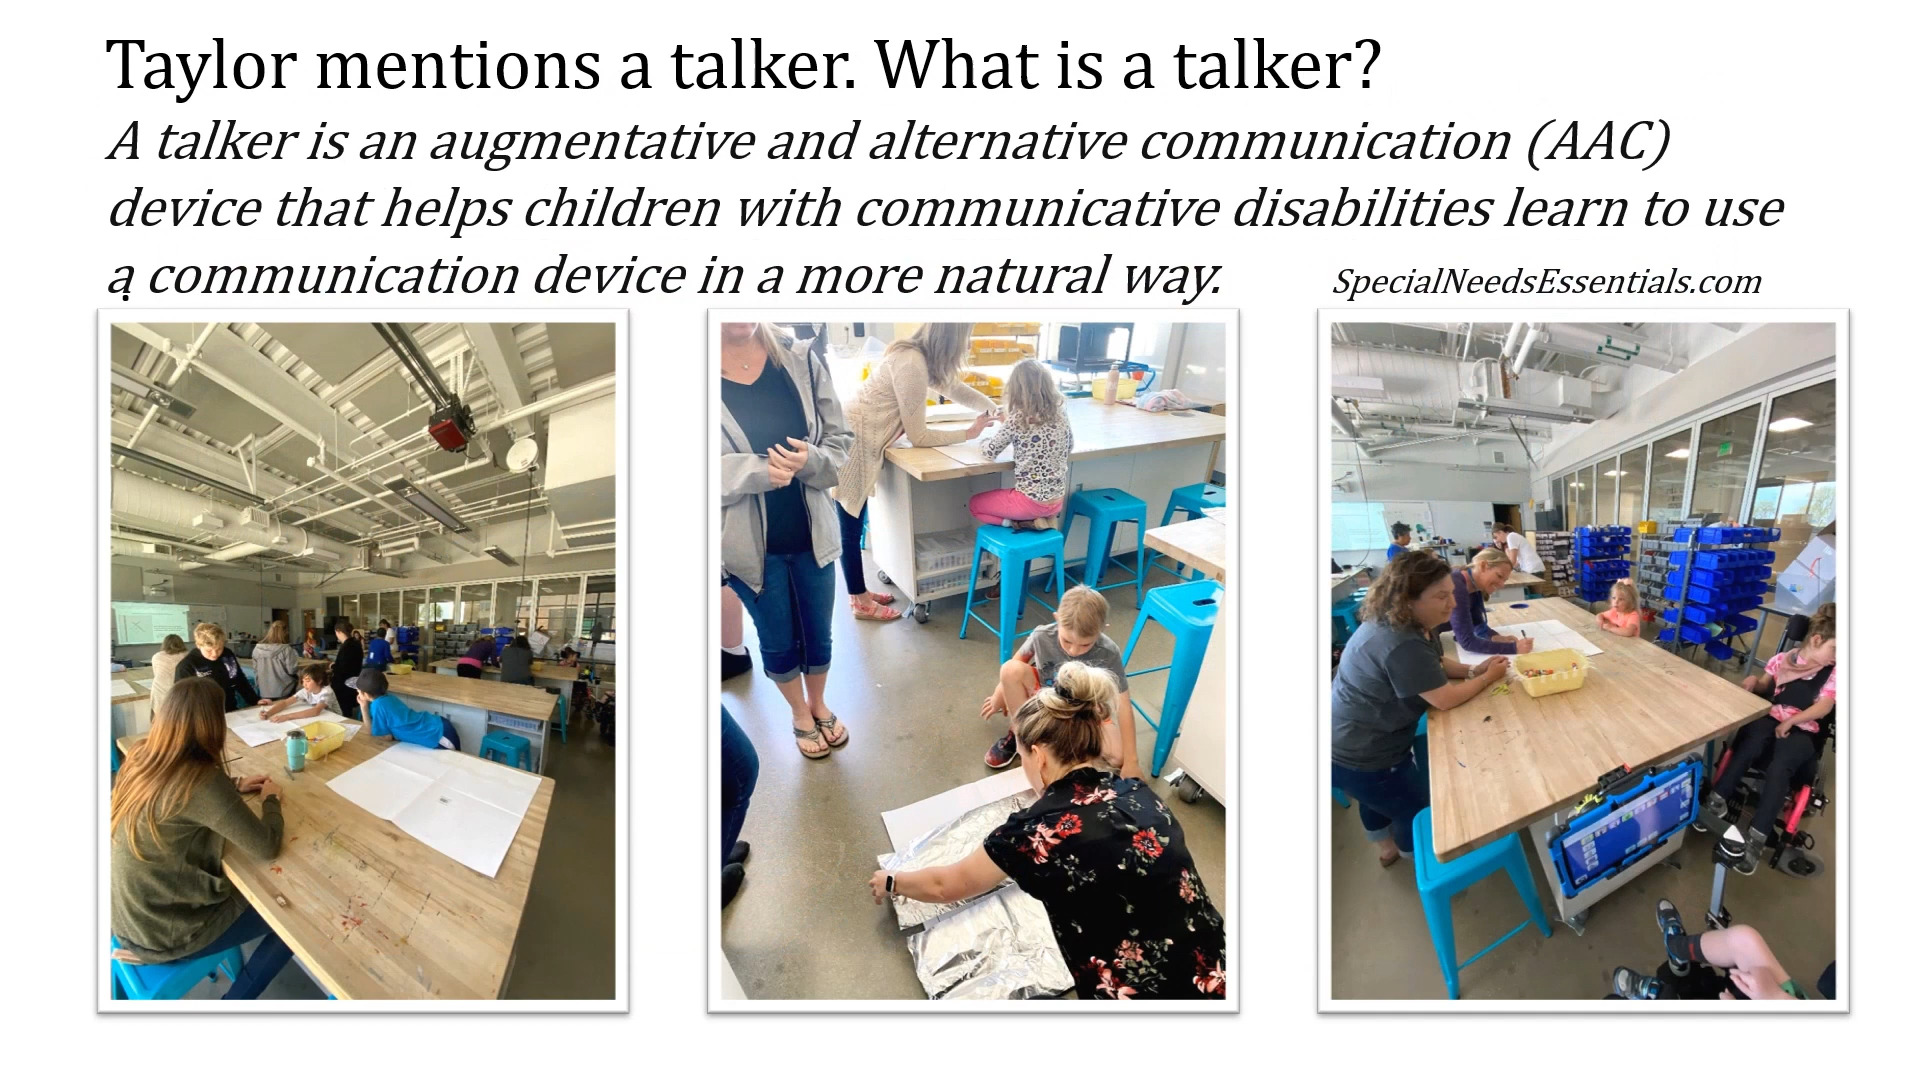 Taylor mentions a talker. What is a talker?
A talker is an augmentative and alternative communication (AAC)
device that helps children with communicative disabilities learn to use
a communication device in a more natural way.
SpecialNeedsEssentials.com